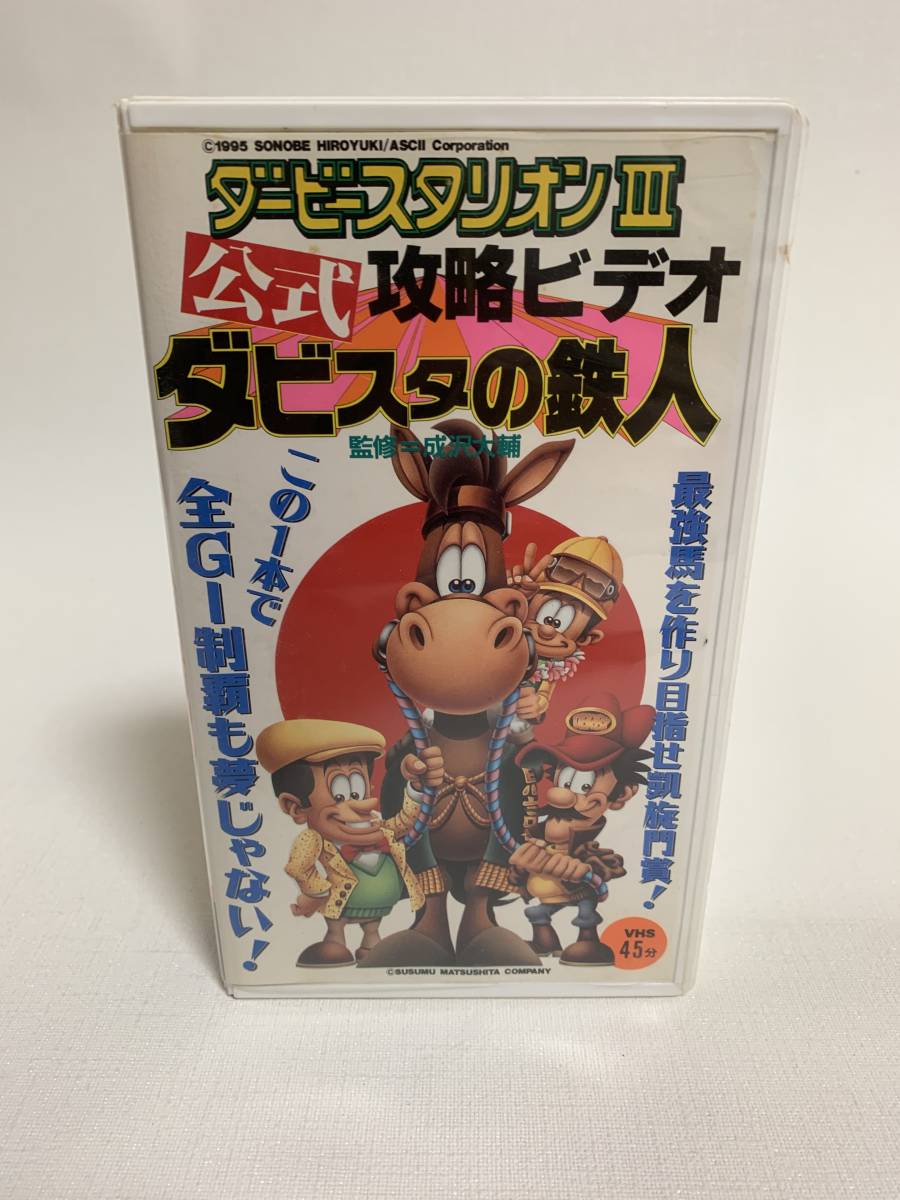 ©1995 SONOBE HIROYUKI/ASCII Corporation
ダービースタリオンIII
公式攻略ビデオ
ダビスタの鉄人
監修=成沢大輔
この1本で
全GI制覇も夢じゃない!
最強馬を作り目指せ凱旋門賞!
VHS
45分
©SUSUMU MATSUSHITA COMPANY